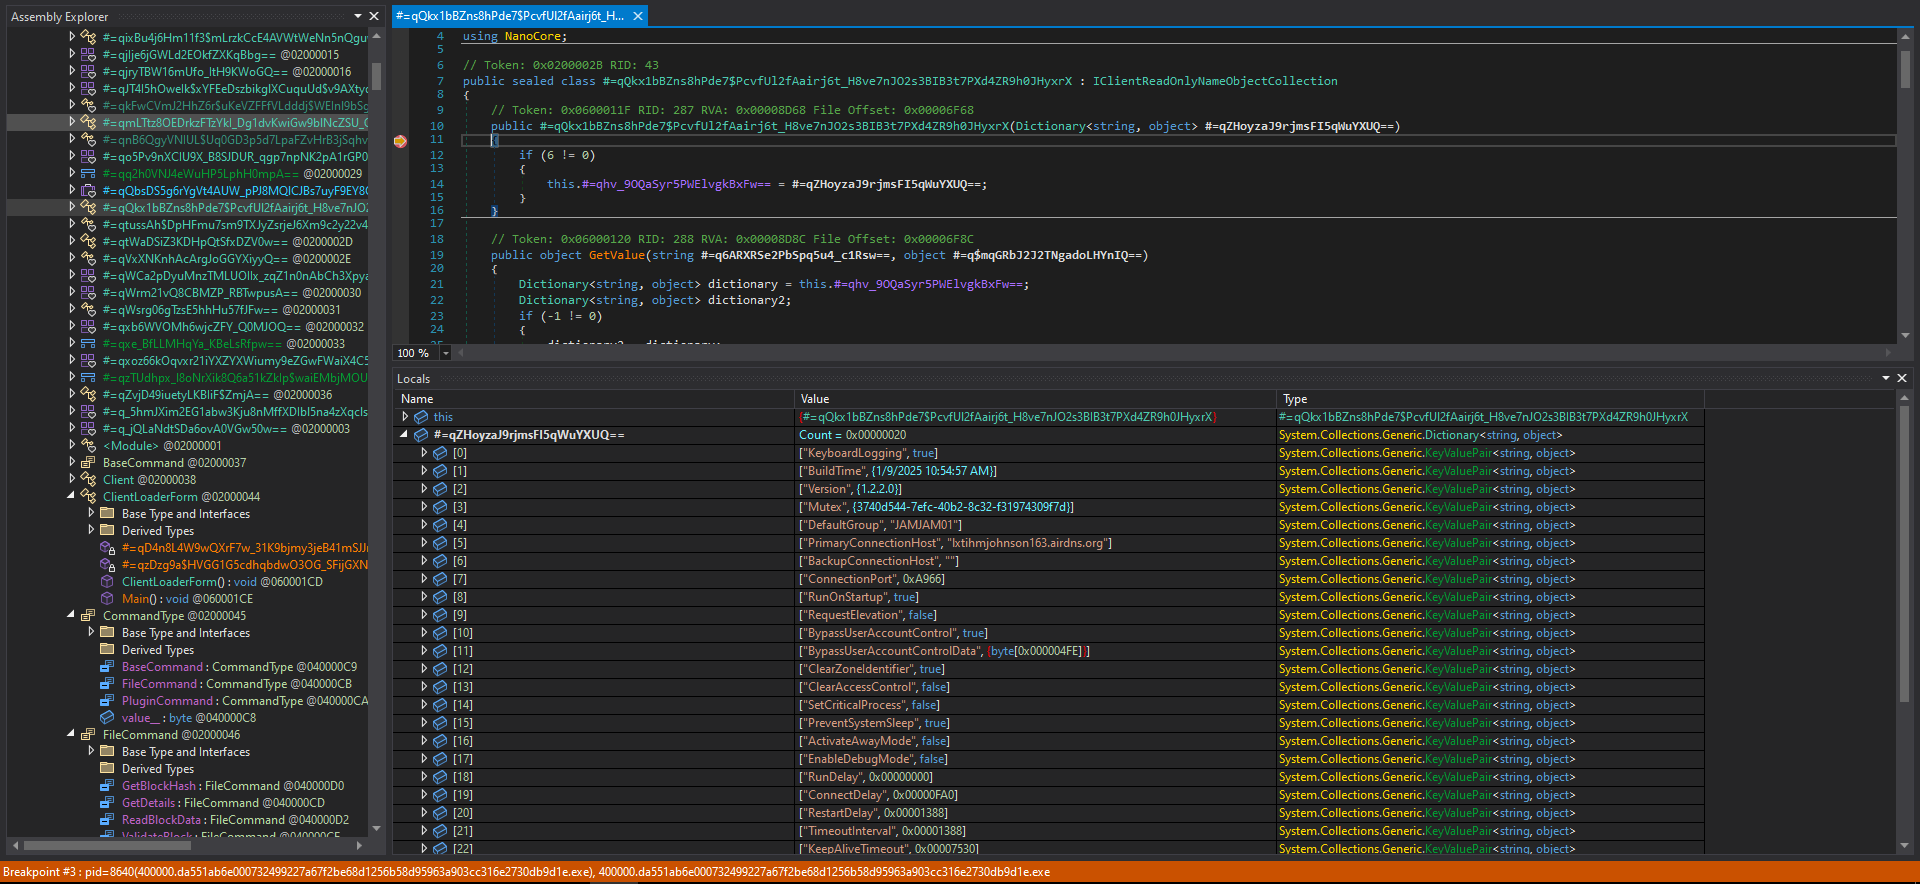 Assembly Explorer
#=qixBu4j6Hm11f3$mLrzkCcE4AVWtWeNn5nQgu
#=qjIje6jGWLd2EOkfZXKqBbg== @02000015
#=qjryTBW16mUfo_ItH9KWoGQ== @02000016
#=qJT4I5hOwelk$xYFEeDszbikgIXCuquUd$v9AXtyc
#=qkFwCVmJ2HhZ6r$uKeVZFFfVLdddj$WEInI9bSg
#=qmLTtz8OEDrkzFTzYkl_Dg1dvKwiGw9bINcZSU_C
#=qnB6QgyVNIUL$Uq0GD3p5d7LpaFZvHrB3jSqhv
#=qo5Pv9nXCIU9X_B8SJDUR_qgp7npNK2pA1rGP0
#=qq2h0VNJ4eWuHP5LphH0mpA== @02000029
#=qQbsDS5g6rYgVt4AUW_pPJ8MQICJBs7uyF9EY8C
#=qQkx1bBZns8hPde7$PcvfUl2fAairj6t_H8ve7nJO2
#=qtussAh$DpHFmu7sm9TXJyZsrjeJ6Xm9c2y22v4
#=qtWaDSiZ3KDHpQtSfxDZV0w== @0200002D
#=qVxXNKnhAcArgJoGGYXiyyQ== @0200002E
#=qWCa2pDyuMnzTMLUOIlx_zqZ1n0nAbCh3Xpya
#=qWrm21vQ8CBMZP_RBTwpusA== @02000030
#=qWsrg06gTzsE5hhHu57fJFw== @02000031
#=qxb6WVOMh6wjcZFY_Q0MJOQ== @02000032
#=qxe_BfLLMHqYa_KBeLsRfpw== @02000033
#=qxoz66kOqvxr21iYXZYXWiumy9eZGwFWaiX4C5
#=qzTUdhpx_I8oNrXik8Q6a51kZkIp$waiEMbjMOU
#=qZvjD49iuetyLKBIiF$ZmjA== @02000036
#=q_5hmJXim2EG1abw3Kju8nMffXDIbI5na4zXqcIs
#=q_jQLaNdtSDa6ovA0VGw50w== @02000003
<Module> @02000001
BaseCommand @02000037
Client @02000038
ClientLoaderForm @02000044
Base Type and Interfaces
Derived Types
#=qD4n8L4W9wQXrF7w_31K9bjmy3jeB41mSJJr
#=qzDzg9a$HVGG1G5cdhqbdwO3OG_SFijGXN
ClientLoaderForm() : void @060001CD
Main() : void @060001CE
CommandType @02000045
Base Type and Interfaces
Derived Types
BaseCommand : CommandType @040000C9
FileCommand : CommandType @040000CB
PluginCommand : CommandType @040000CA
value__ : byte @040000C8
FileCommand @02000046
Base Type and Interfaces
Derived Types
GetBlockHash : FileCommand @040000D0
GetDetails : FileCommand @040000CD
ReadBlockData : FileCommand @040000D2
ValidateBlock : FileCommand @040000CF
#=qQkx1bBZns8hPde7$PcvfUl2fAairj6t_H...
4 using NanoCore;
5
6 // Token: 0x0200002B RID: 43
7 public sealed class #=qQkx1bBZns8hPde7$PcvfUl2fAairj6t_H8ve7nJO2s3BIB3t7PXd4ZR9h0JHyxrX : IClientReadOnlyNameObjectCollection
8 {
9 // Token: 0x0600011F RID: 287 RVA: 0x00008D68 File Offset: 0x00006F68
10 public #=qQkx1bBZns8hPde7$PcvfUl2fAairj6t_H8ve7nJO2s3BIB3t7PXd4ZR9h0JHyxrX(Dictionary<string, object> #=qZHoyzaJ9rjmsFI5qWuYXUQ==)
11 {
12 if (6 != 0)
13 {
14 this.#=qhv_9OQaSyr5PWElvgkBxFw== = #=qZHoyzaJ9rjmsFI5qWuYXUQ==;
15 }
16 }
17
18 // Token: 0x06000120 RID: 288 RVA: 0x00008D8C File Offset: 0x00006F8C
19 public object GetValue(string #=q6ARXRSe2PbSpq5u4_c1Rsw==, object #=q$mqGRbJ2J2TNgadoLHYnIQ==)
20 {
21 Dictionary<string, object> dictionary = this.#=qhv_9OQaSyr5PWElvgkBxFw==;
22 Dictionary<string, object> dictionary2;
23 if (-1 != 0)
24 {
25 dictionary2 = dictionary;
100 %
Locals
Name Value Type
this {#=qQkx1bBZns8hPde7$PcvfUl2fAairj6t_H8ve7nJO2s3BIB3t7PXd4ZR9h0JHyxrX} #=qQkx1bBZns8hPde7$PcvfUl2fAairj6t_H8ve7nJO2s3BIB3t7PXd4ZR9h0JHyxrX
#=qZHoyzaJ9rjmsFI5qWuYXUQ== Count = 0x00000020 System.Collections.Generic.Dictionary<string, object>
[0] ["KeyboardLogging", true] System.Collections.Generic.KeyValuePair<string, object>
[1] ["BuildTime", {1/9/2025 10:54:57 AM}] System.Collections.Generic.KeyValuePair<string, object>
[2] ["Version", {1.2.2.0}] System.Collections.Generic.KeyValuePair<string, object>
[3] ["Mutex", {3740d544-7efc-40b2-8c32-f31974309f7d}] System.Collections.Generic.KeyValuePair<string, object>
[4] ["DefaultGroup", "JAMJAM01"] System.Collections.Generic.KeyValuePair<string, object>
[5] ["PrimaryConnectionHost", "lxtihmjohnson163.airdns.org"] System.Collections.Generic.KeyValuePair<string, object>
[6] ["BackupConnectionHost", ""] System.Collections.Generic.KeyValuePair<string, object>
[7] ["ConnectionPort", 0xA966] System.Collections.Generic.KeyValuePair<string, object>
[8] ["RunOnStartup", true] System.Collections.Generic.KeyValuePair<string, object>
[9] ["RequestElevation", false] System.Collections.Generic.KeyValuePair<string, object>
[10] ["BypassUserAccountControl", true] System.Collections.Generic.KeyValuePair<string, object>
[11] ["BypassUserAccountControlData", {byte[0x000004FE]}] System.Collections.Generic.KeyValuePair<string, object>
[12] ["ClearZoneIdentifier", true] System.Collections.Generic.KeyValuePair<string, object>
[13] ["ClearAccessControl", false] System.Collections.Generic.KeyValuePair<string, object>
[14] ["SetCriticalProcess", false] System.Collections.Generic.KeyValuePair<string, object>
[15] ["PreventSystemSleep", true] System.Collections.Generic.KeyValuePair<string, object>
[16] ["ActivateAwayMode", false] System.Collections.Generic.KeyValuePair<string, object>
[17] ["EnableDebugMode", false] System.Collections.Generic.KeyValuePair<string, object>
[18] ["RunDelay", 0x00000000] System.Collections.Generic.KeyValuePair<string, object>
[19] ["ConnectDelay", 0x00000FA0] System.Collections.Generic.KeyValuePair<string, object>
[20] ["RestartDelay", 0x00001388] System.Collections.Generic.KeyValuePair<string, object>
[21] ["TimeoutInterval", 0x00001388] System.Collections.Generic.KeyValuePair<string, object>
[22] ["KeepAliveTimeout", 0x00007530] System.Collections.Generic.KeyValuePair<string, object>
Breakpoint #3 : pid=8640(400000.da551ab6e000732499227a67f2be68d1256b58d95963a903cc316e2730db9d1e.exe), 400000.da551ab6e000732499227a67f2be68d1256b58d95963a903cc316e2730db9d1e.exe